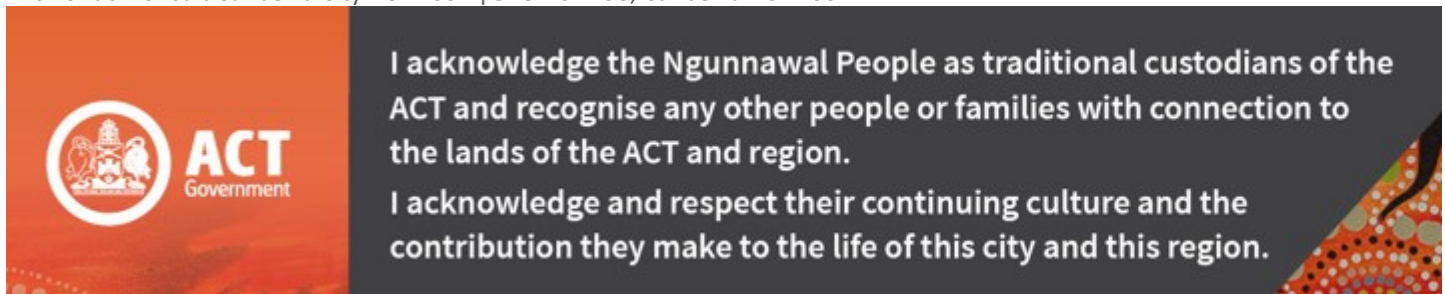 I acknowledge the Ngunnawal People as traditional custodians of the
ACT and recognise any other people or families with connection to
the lands of the ACT and region.
I acknowledge and respect their continuing culture and the
contribution they make to the life of this city and this region.
ACT
Government